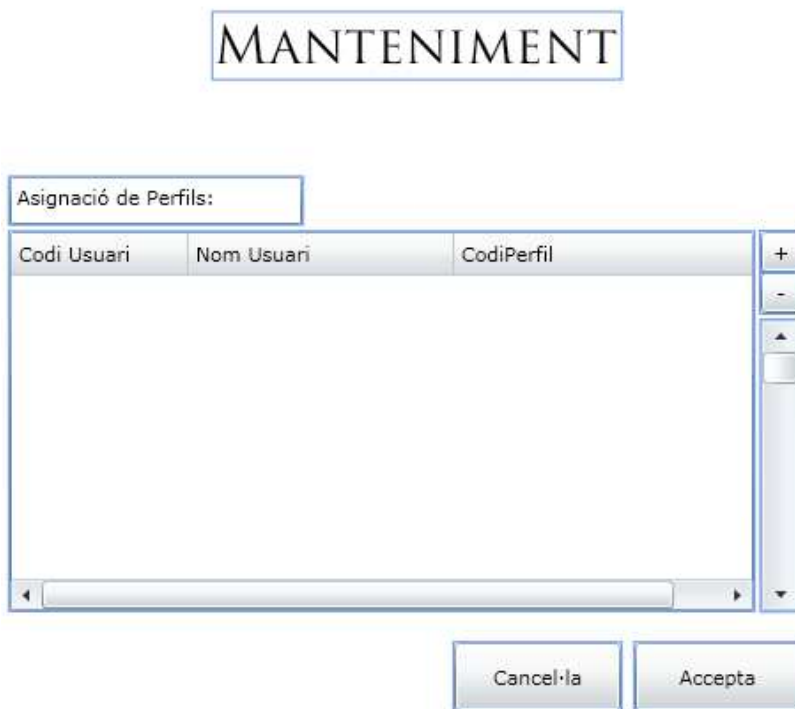 MANTENIMENT
Asignació de Perfils:
Codi Usuari Nom Usuari CodiPerfil +
-
Cancel·la Accepta